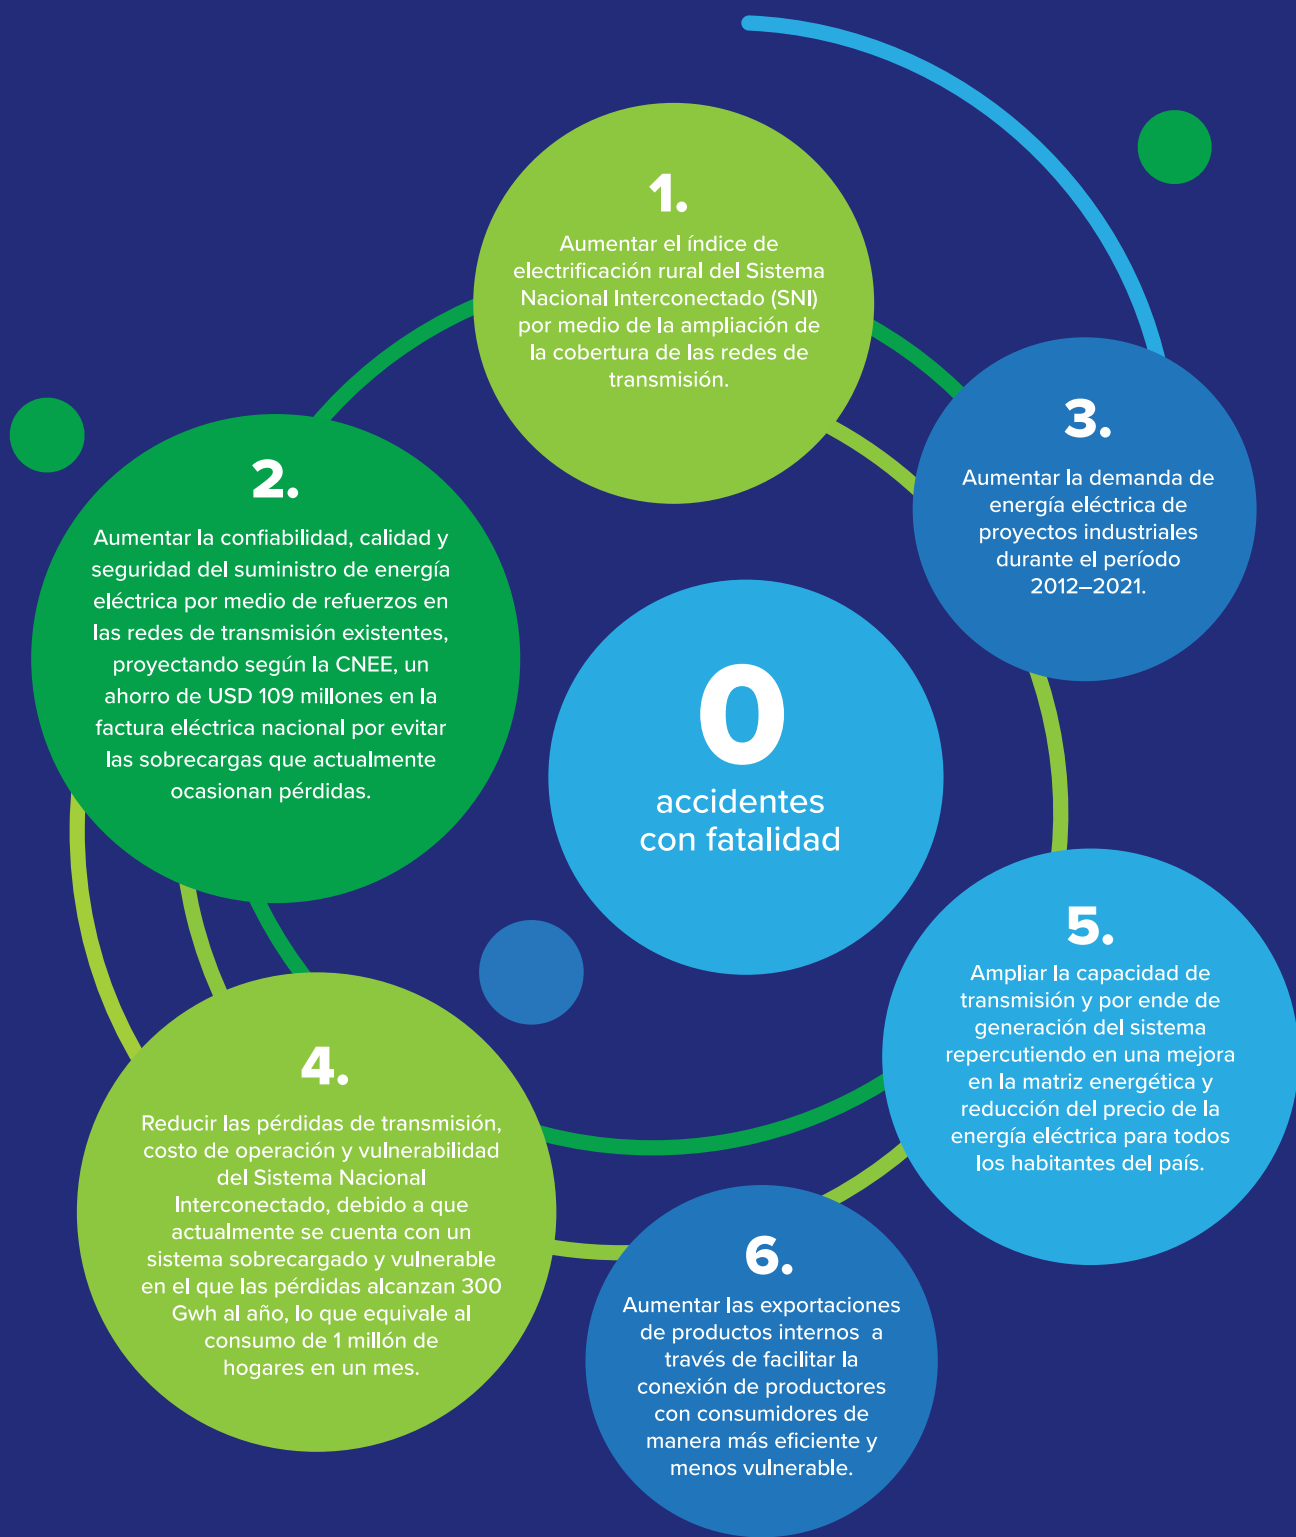 1.
Aumentar el índice de
electrificación rural del Sistema
Nacional Interconectado (SNI)
por medio de la ampliación de
la cobertura de las redes de
transmisión.
2.
Aumentar la confiabilidad, calidad y
seguridad del suministro de energía
eléctrica por medio de refuerzos en
las redes de transmisión existentes,
proyectando según la CNEE, un
ahorro de USD 109 millones en la
factura eléctrica nacional por evitar
las sobrecargas que actualmente
ocasionan pérdidas.
3.
Aumentar la demanda de
energía eléctrica de
proyectos industriales
durante el período
2012–2021.
0
accidentes
con fatalidad
4.
Reducir las pérdidas de transmisión,
costo de operación y vulnerabilidad
del Sistema Nacional
Interconectado, debido a que
actualmente se cuenta con un
sistema sobrecargado y vulnerable
en el que las pérdidas alcanzan 300
Gwh al año, lo que equivale al
consumo de 1 millón de
hogares en un mes.
5.
Ampliar la capacidad de
transmisión y por ende de
generación del sistema
repercutiendo en una mejora
en la matriz energética y
reducción del precio de la
energía eléctrica para todos
los habitantes del país.
6.
Aumentar las exportaciones
de productos internos a
través de facilitar la
conexión de productores
con consumidores de
manera más eficiente y
menos vulnerable.